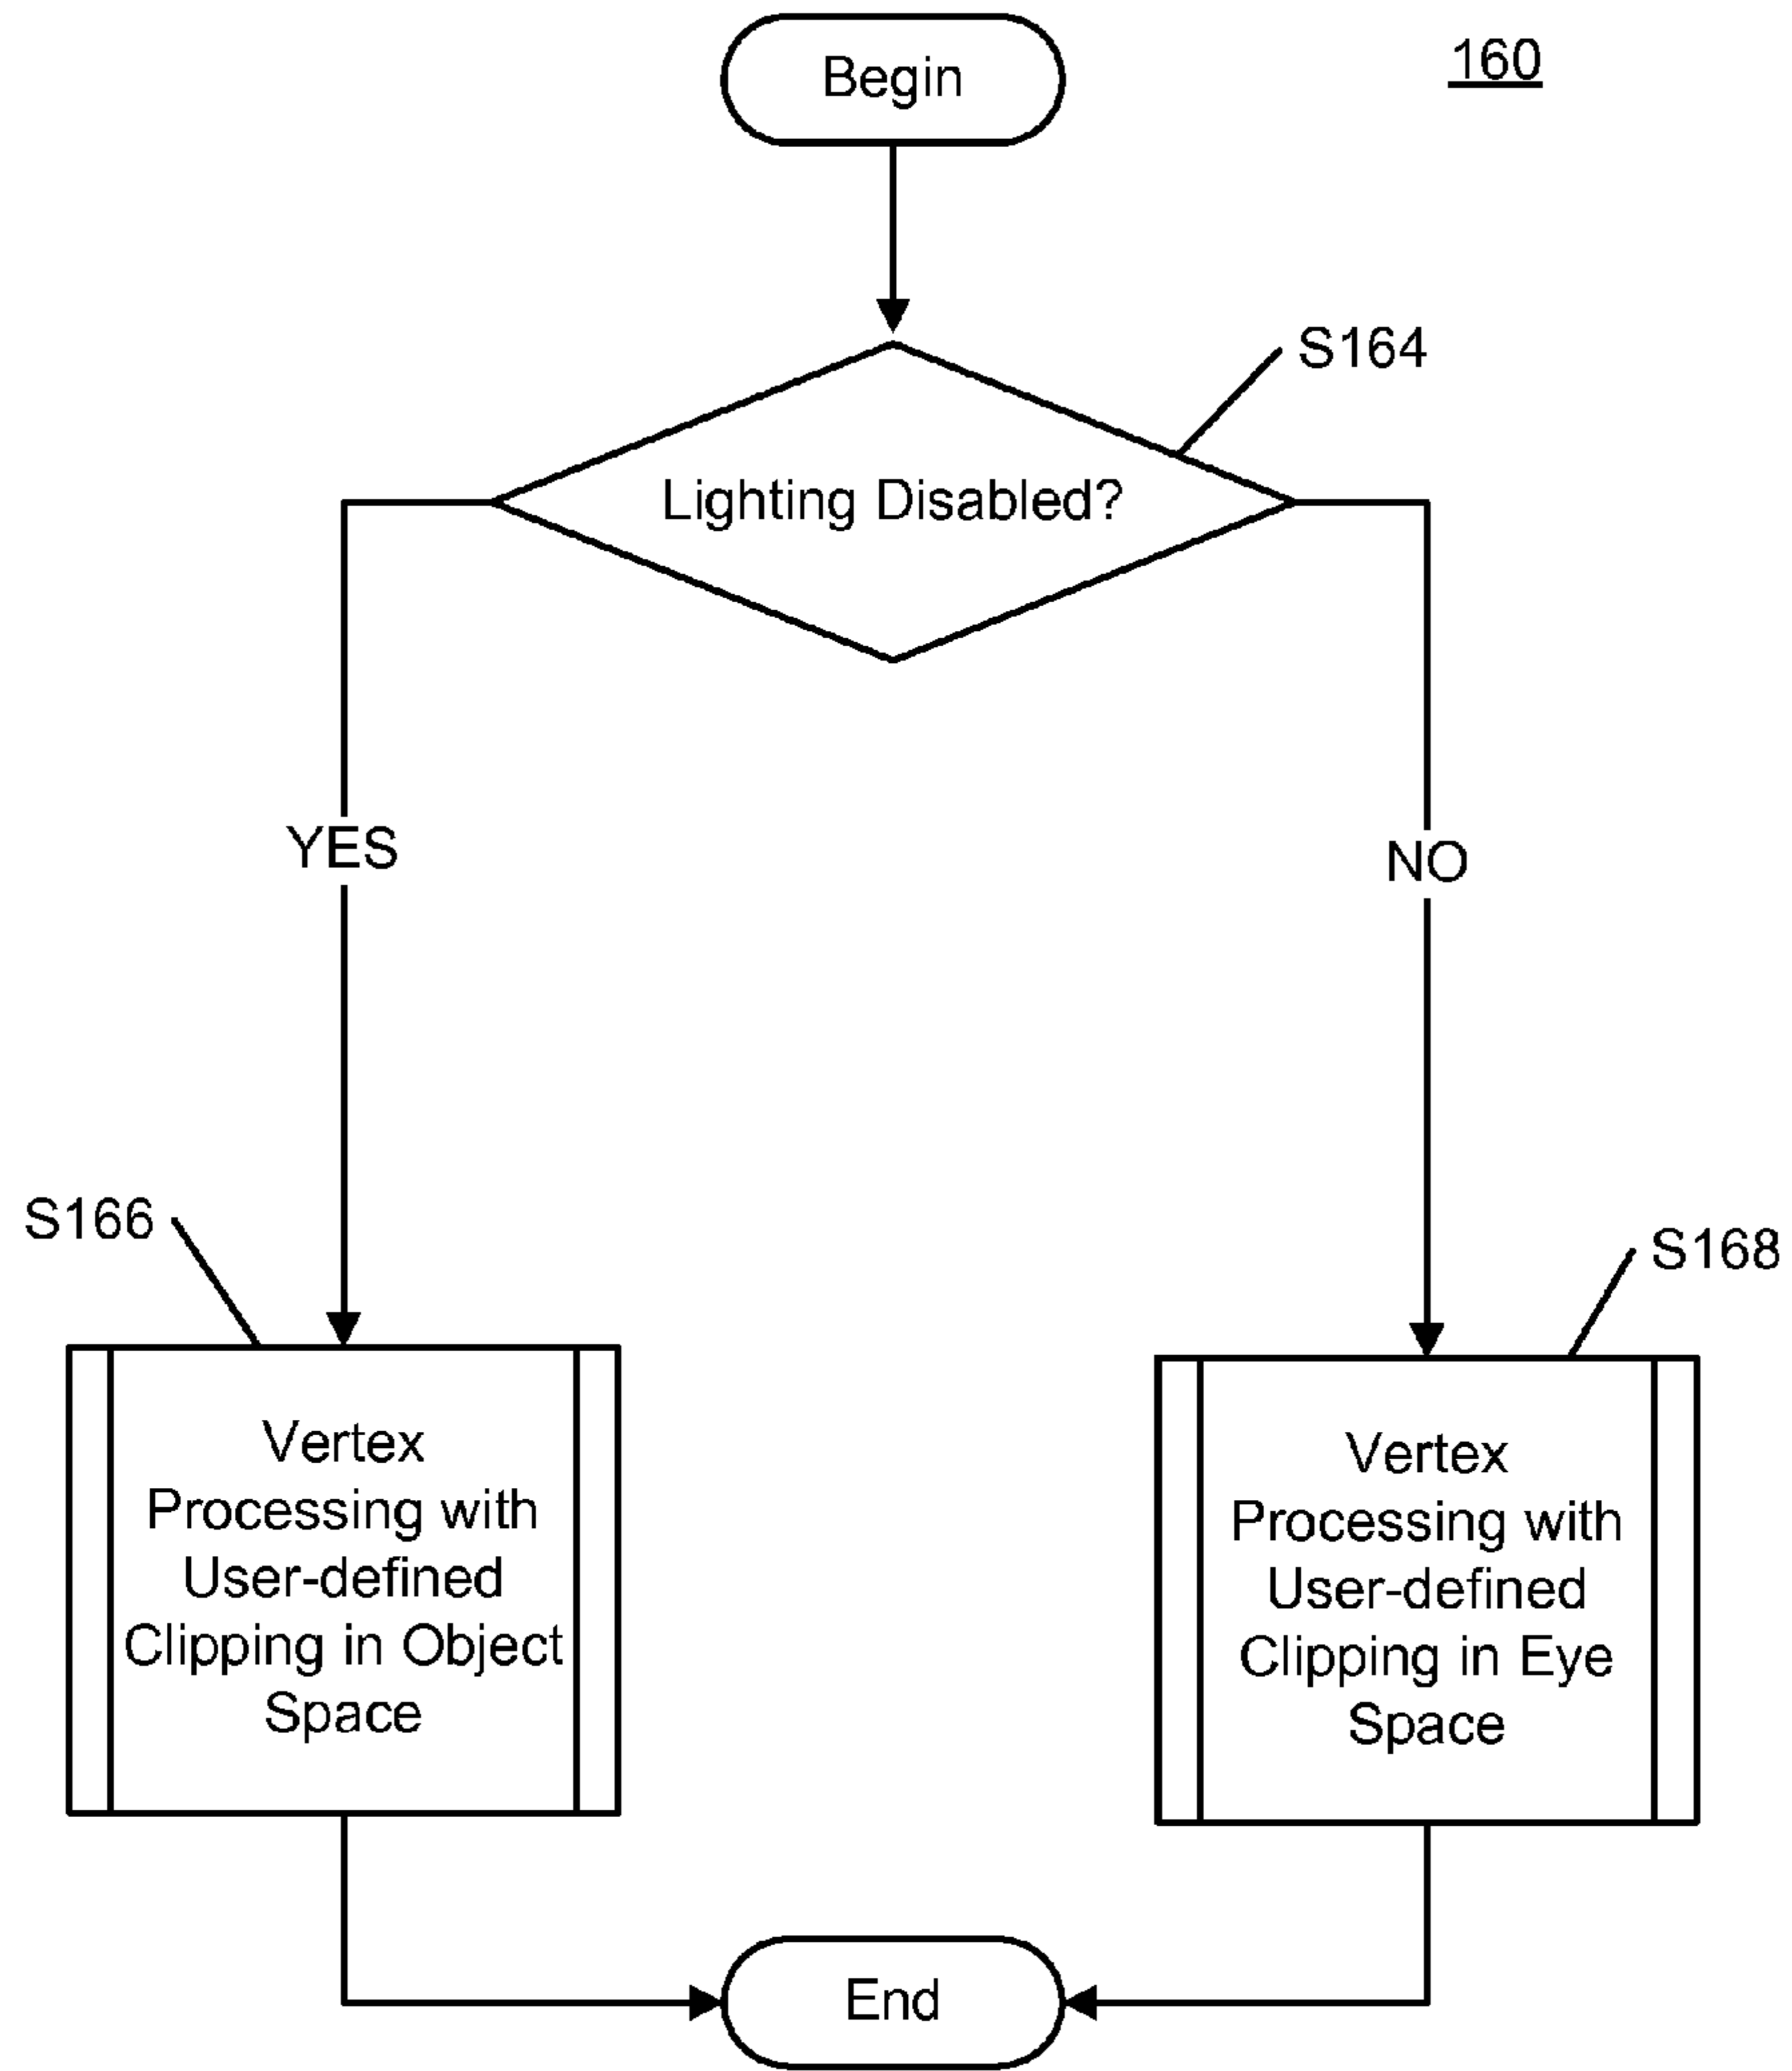 Begin
160
S164
Lighting Disabled?
YES
NO
S166
S168
Vertex
Processing with
User-defined
Clipping in Object
Space
Vertex
Processing with
User-defined
Clipping in Eye
Space
End